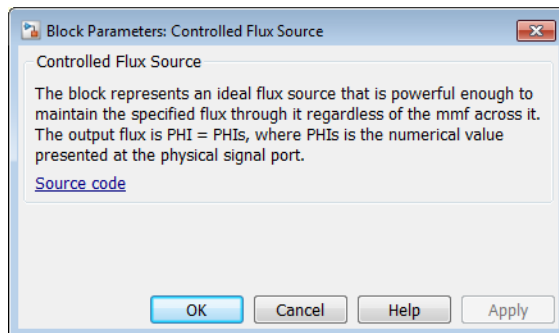 Block Parameters: Controlled Flux Source
Controlled Flux Source
The block represents an ideal flux source that is powerful enough to
maintain the specified flux through it regardless of the mmf across it.
The output flux is PHI = PHIs, where PHIs is the numerical value
presented at the physical signal port.
Source code
OK Cancel Help Apply